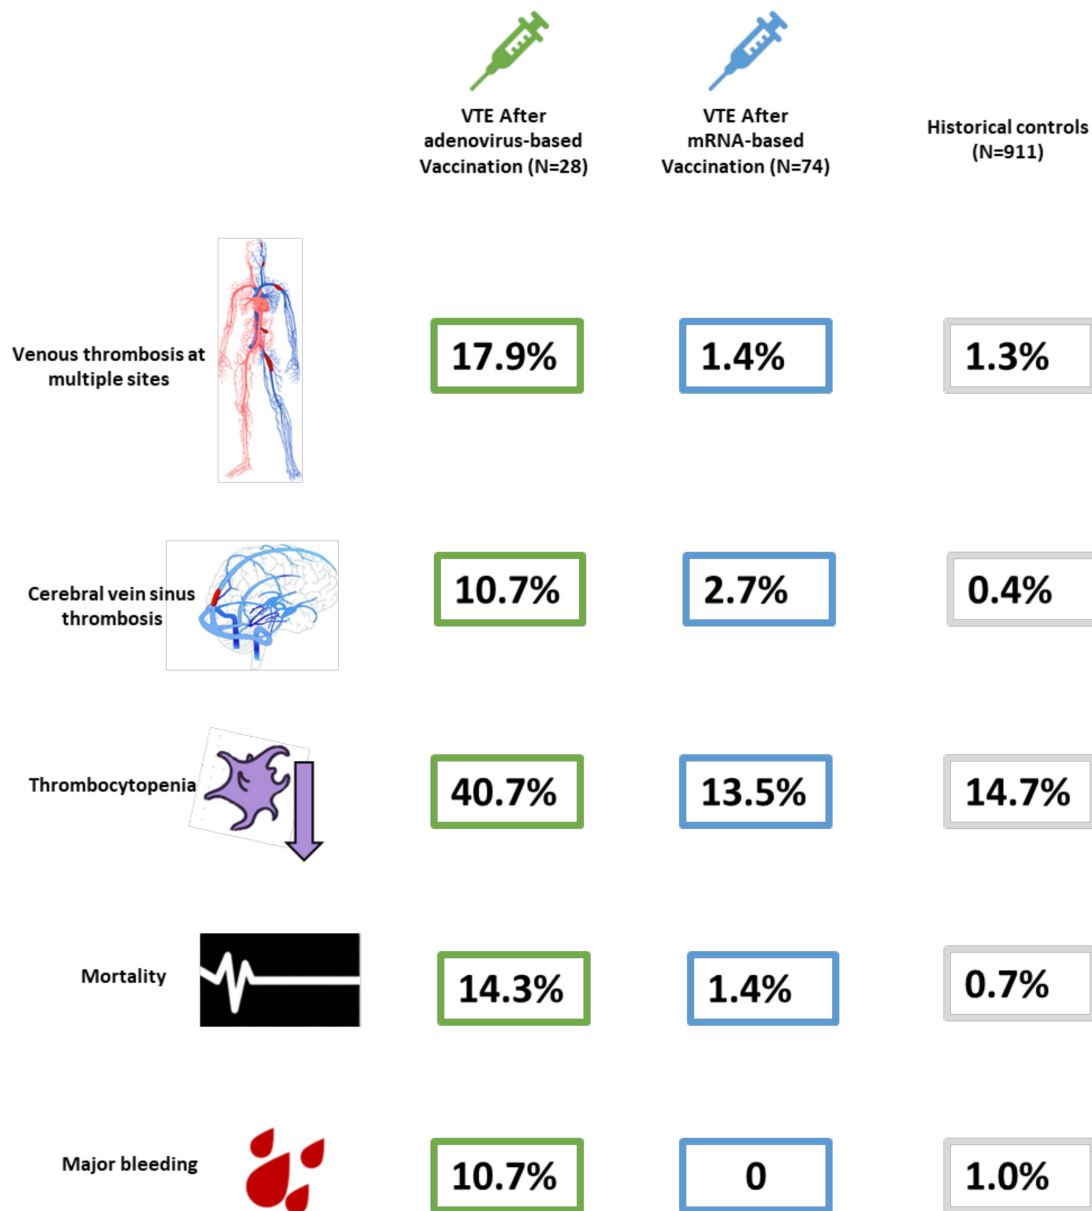 VTE After
adenovirus-based
Vaccination (N=28)
VTE After
mRNA-based
Vaccination (N=74)
Historical controls
(N=911)
Venous thrombosis at
multiple sites
17.9%
1.4%
1.3%
Cerebral vein sinus
thrombosis
10.7%
2.7%
0.4%
Thrombocytopenia
40.7%
13.5%
14.7%
Mortality
14.3%
1.4%
0.7%
Major bleeding
10.7%
0
1.0%